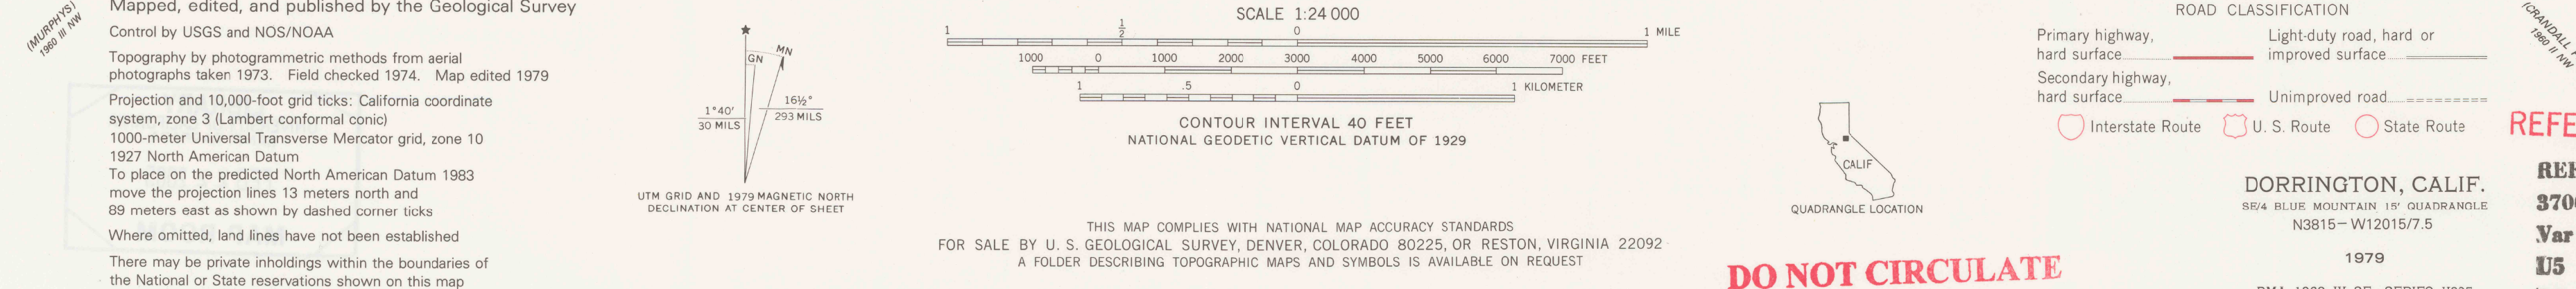 (MURPHYS)
1960 III NW
Mapped, edited, and published by the Geological Survey
Control by USGS and NOS/NOAA
Topography by photogrammetric methods from aerial
photographs taken 1973. Field checked 1974. Map edited 1979
Projection and 10,000-foot grid ticks: California coordinate
system, zone 3 (Lambert conformal conic)
1000-meter Universal Transverse Mercator grid, zone 10
1927 North American Datum
To place on the predicted North American Datum 1983
move the projection lines 13 meters north and
89 meters east as shown by dashed corner ticks
Where omitted, land lines have not been established
There may be private inholdings within the boundaries of
the National or State reservations shown on this map
★
MN
GN
1°40′
30 MILS
16½°
293 MILS
UTM GRID AND 1979 MAGNETIC NORTH
DECLINATION AT CENTER OF SHEET
SCALE 1:24 000
1 ½ 0 1 MILE
1000 0 1000 2000 3000 4000 5000 6000 7000 FEET
1 .5 0 1 KILOMETER
CONTOUR INTERVAL 40 FEET
NATIONAL GEODETIC VERTICAL DATUM OF 1929
THIS MAP COMPLIES WITH NATIONAL MAP ACCURACY STANDARDS
FOR SALE BY U. S. GEOLOGICAL SURVEY, DENVER, COLORADO 80225, OR RESTON, VIRGINIA 22092
A FOLDER DESCRIBING TOPOGRAPHIC MAPS AND SYMBOLS IS AVAILABLE ON REQUEST
CALIF
QUADRANGLE LOCATION
DO NOT CIRCULATE
ROAD CLASSIFICATION
Primary highway,
hard surface
Light-duty road, hard or
improved surface
Secondary highway,
hard surface
Unimproved road
Interstate Route
U. S. Route
State Route
DORRINGTON, CALIF.
SE/4 BLUE MOUNTAIN 15′ QUADRANGLE
N3815—W12015/7.5
1979
1960 II NW
REFE
370
Var
U5